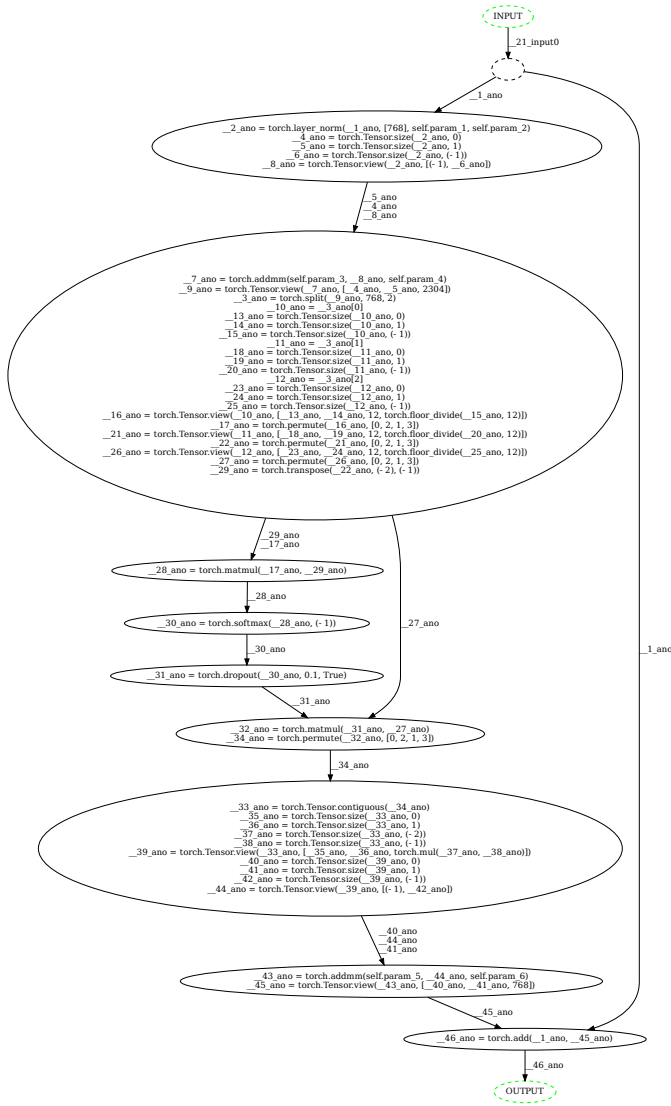 INPUT
__21_input0
__1_ano
__2_ano = torch.layer_norm(__1_ano, [768], self.param_1, self.param_2)
__4_ano = torch.Tensor.size(__2_ano, 0)
__5_ano = torch.Tensor.size(__2_ano, 1)
__6_ano = torch.Tensor.size(__2_ano, (- 1))
__8_ano = torch.Tensor.view(__2_ano, [(- 1), __6_ano])
__5_ano
__4_ano
__8_ano
__7_ano = torch.addmm(self.param_3, __8_ano, self.param_4)
__9_ano = torch.Tensor.view(__7_ano, [__4_ano, __5_ano, 2304])
__3_ano = torch.split(__9_ano, 768, 2)
__10_ano = __3_ano[0]
__13_ano = torch.Tensor.size(__10_ano, 0)
__14_ano = torch.Tensor.size(__10_ano, 1)
__15_ano = torch.Tensor.size(__10_ano, (- 1))
__11_ano = __3_ano[1]
__18_ano = torch.Tensor.size(__11_ano, 0)
__19_ano = torch.Tensor.size(__11_ano, 1)
__20_ano = torch.Tensor.size(__11_ano, (- 1))
__12_ano = __3_ano[2]
__23_ano = torch.Tensor.size(__12_ano, 0)
__24_ano = torch.Tensor.size(__12_ano, 1)
__25_ano = torch.Tensor.size(__12_ano, (- 1))
__16_ano = torch.Tensor.view(__10_ano, [__13_ano, __14_ano, 12, torch.floor_divide(__15_ano, 12)])
__17_ano = torch.permute(__16_ano, [0, 2, 1, 3])
__21_ano = torch.Tensor.view(__11_ano, [__18_ano, __19_ano, 12, torch.floor_divide(__20_ano, 12)])
__22_ano = torch.permute(__21_ano, [0, 2, 1, 3])
__26_ano = torch.Tensor.view(__12_ano, [__23_ano, __24_ano, 12, torch.floor_divide(__25_ano, 12)])
__27_ano = torch.permute(__26_ano, [0, 2, 1, 3])
__29_ano = torch.transpose(__22_ano, (- 2), (- 1))
__29_ano
__17_ano
__28_ano = torch.matmul(__17_ano, __29_ano)
__28_ano
__30_ano = torch.softmax(__28_ano, (- 1))
__27_ano
__30_ano
__1_ano
__31_ano = torch.dropout(__30_ano, 0.1, True)
__31_ano
__32_ano = torch.matmul(__31_ano, __27_ano)
__34_ano = torch.permute(__32_ano, [0, 2, 1, 3])
__34_ano
__33_ano = torch.Tensor.contiguous(__34_ano)
__35_ano = torch.Tensor.size(__33_ano, 0)
__36_ano = torch.Tensor.size(__33_ano, 1)
__37_ano = torch.Tensor.size(__33_ano, (- 2))
__38_ano = torch.Tensor.size(__33_ano, (- 1))
__39_ano = torch.Tensor.view(__33_ano, [__35_ano, __36_ano, torch.mul(__37_ano, __38_ano)])
__40_ano = torch.Tensor.size(__39_ano, 0)
__41_ano = torch.Tensor.size(__39_ano, 1)
__42_ano = torch.Tensor.size(__39_ano, (- 1))
__44_ano = torch.Tensor.view(__39_ano, [(- 1), __42_ano])
__40_ano
__44_ano
__41_ano
__43_ano = torch.addmm(self.param_5, __44_ano, self.param_6)
__45_ano = torch.Tensor.view(__43_ano, [__40_ano, __41_ano, 768])
__45_ano
__46_ano = torch.add(__1_ano, __45_ano)
__46_ano
OUTPUT